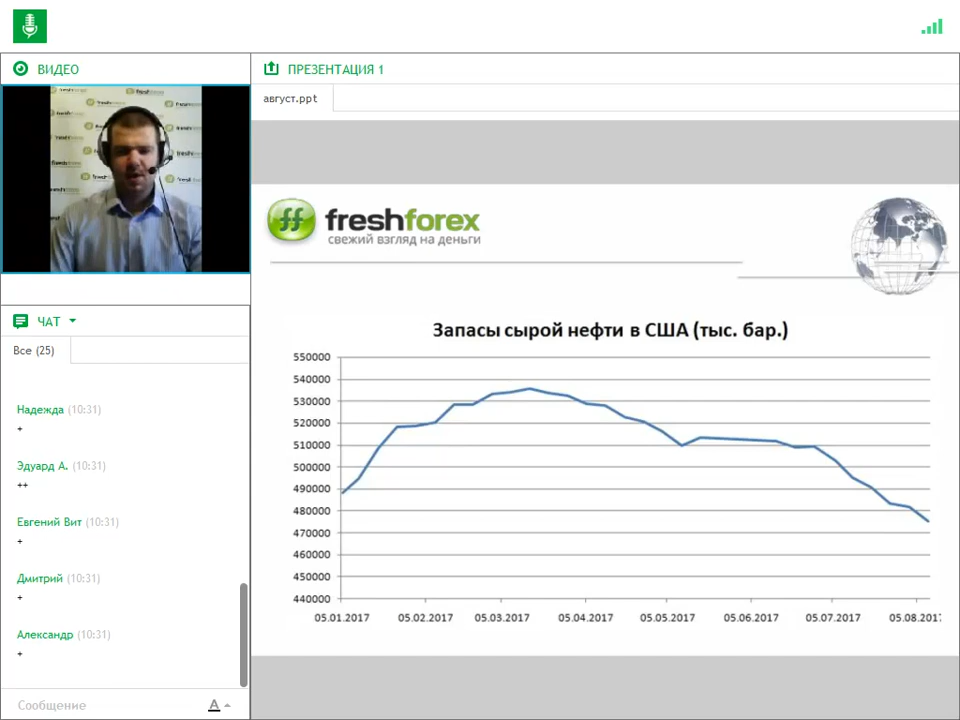 ВИДЕО
ПРЕЗЕНТАЦИЯ 1
август.ppt
ff freshforex
свежий взгляд на деньги
ЧАТ
Все (25)
Надежда (10:31)
+
Эдуард А. (10:31)
++
Евгений Вит (10:31)
+
Дмитрий (10:31)
+
Александр (10:31)
+
Сообщение
A
Запасы сырой нефти в США (тыс. бар.)
550000
540000
530000
520000
510000
500000
490000
480000
470000
460000
450000
440000
05.01.2017 05.02.2017 05.03.2017 05.04.2017 05.05.2017 05.06.2017 05.07.2017 05.08.2017